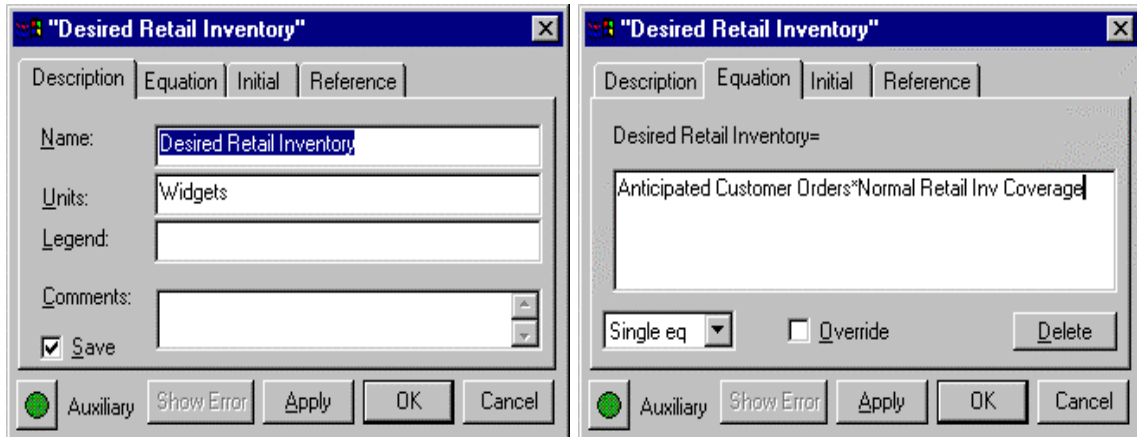 "Desired Retail Inventory"
Description Equation Initial Reference
Name: Desired Retail Inventory
Units: Widgets
Legend:
Comments:
Save
Auxiliary Show Error Apply OK Cancel
"Desired Retail Inventory"
Description Equation Initial Reference
Desired Retail Inventory=
Anticipated Customer Orders*Normal Retail Inv Coverage
Single eq Override Delete
Auxiliary Show Error Apply OK Cancel